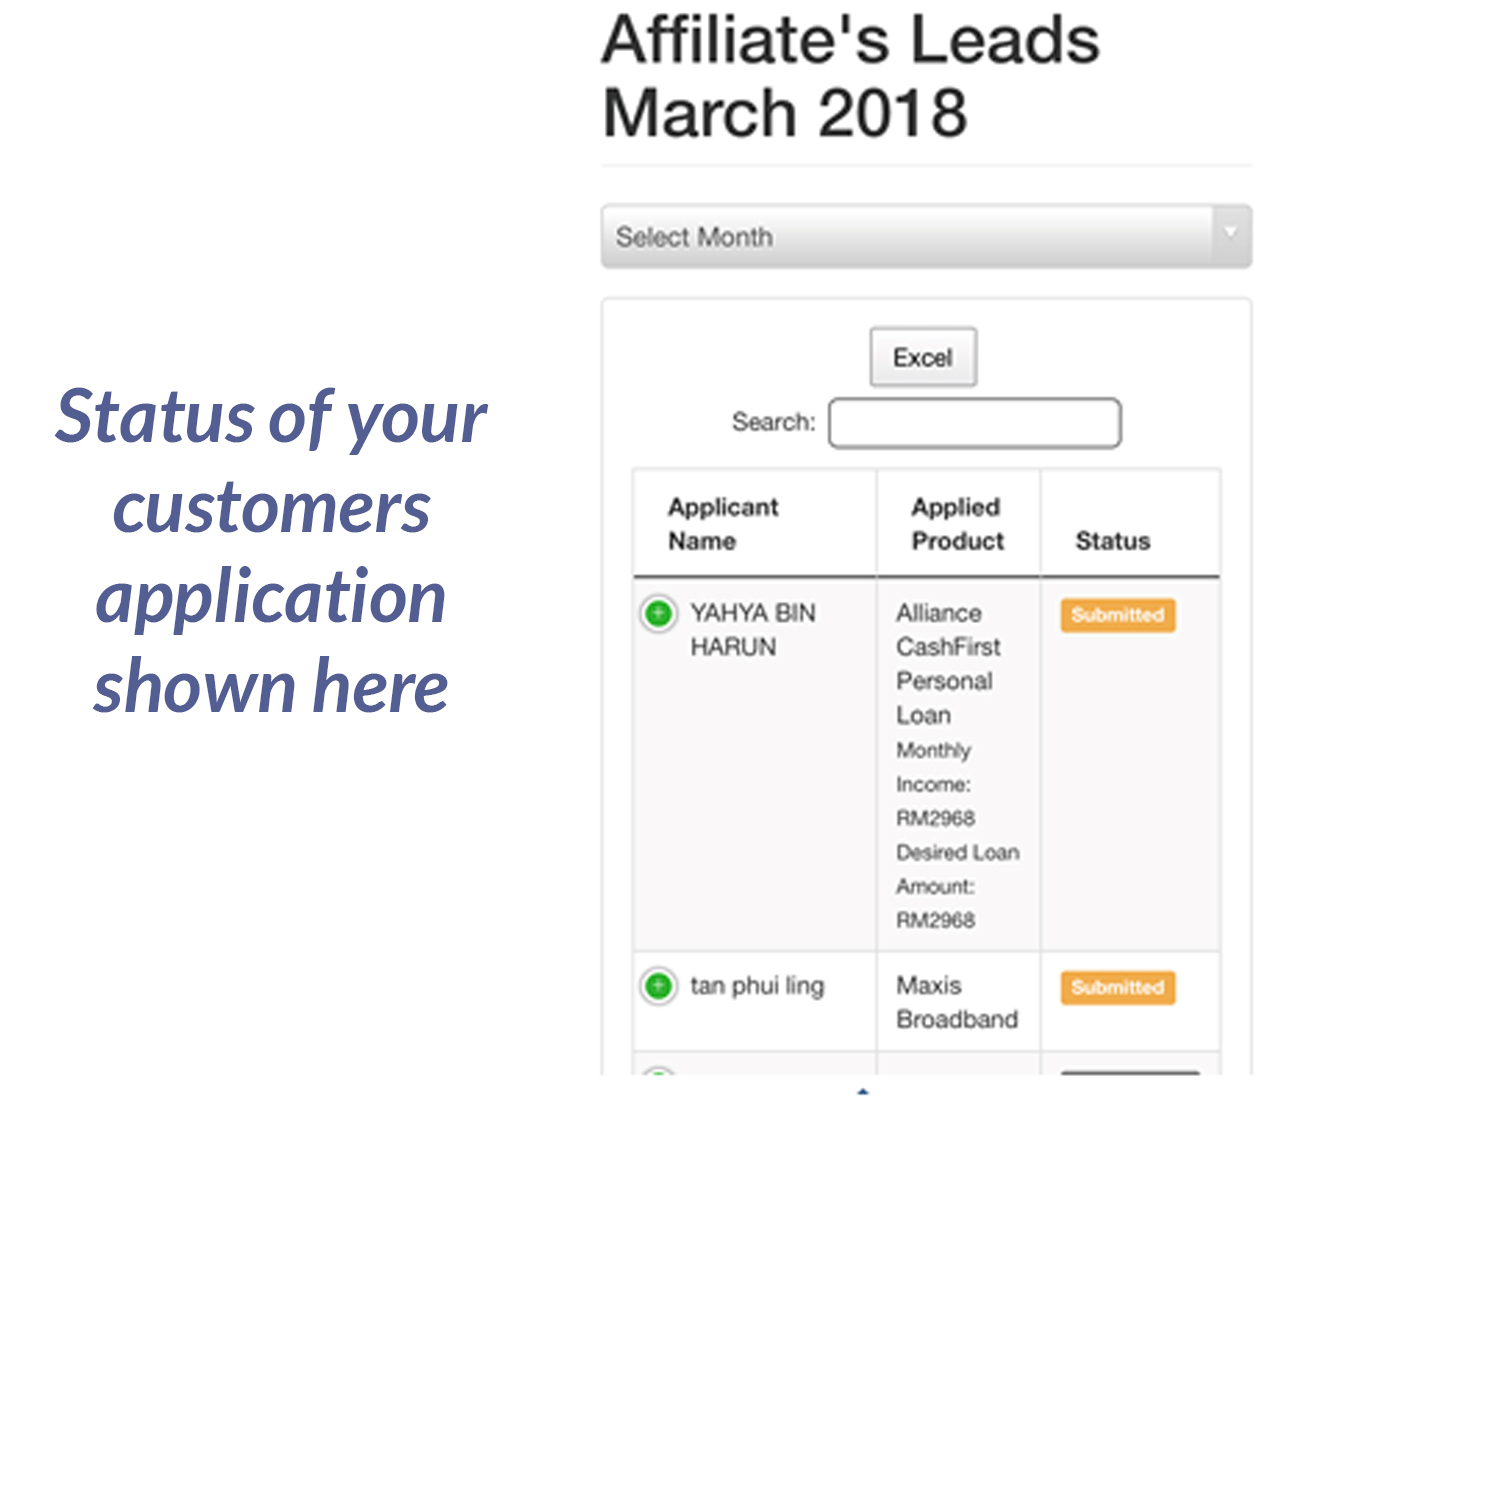 Affiliate's Leads
March 2018
Select Month
Excel
Search:
Status of your
customers
application
shown here
Applicant
Name
Applied
Product
Status
YAHYA BIN
HARUN
Alliance
CashFirst
Personal
Loan
Monthly
Income:
RM2968
Desired Loan
Amount:
RM2968
Submitted
tan phui ling
Maxis
Broadband
Submitted